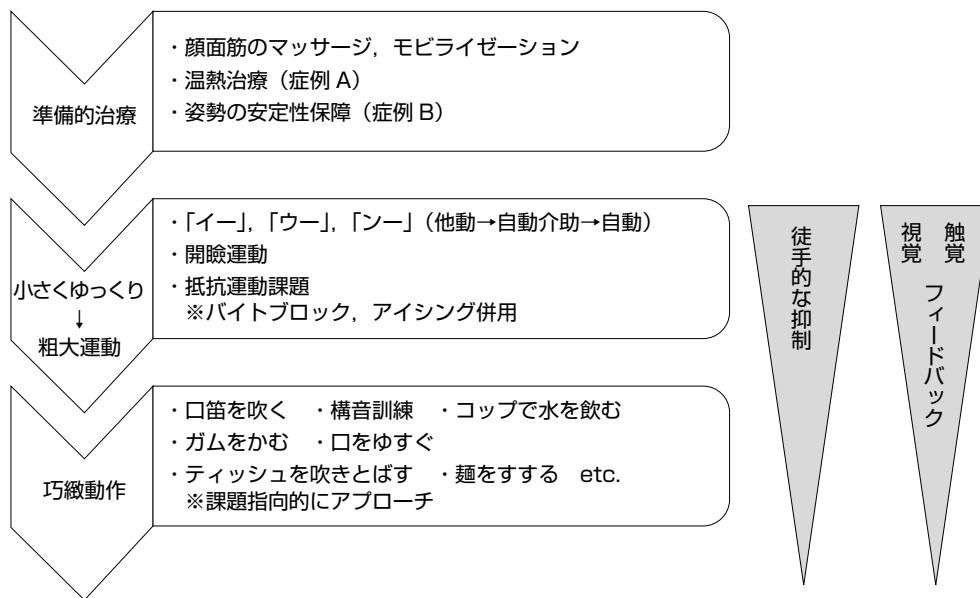 準備的治療
・顔面筋のマッサージ，モビライゼーション
・温熱治療（症例 A）
・姿勢の安定性保障（症例 B）
小さくゆっくり
↓
粗大運動
・「イー」，「ウー」，「ンー」（他動→自動介助→自動）
・開瞼運動
・抵抗運動課題
※バイトブロック，アイシング併用
巧緻動作
・口笛を吹く　・構音訓練　・コップで水を飲む
・ガムをかむ　・口をゆすぐ
・ティッシュを吹きとばす　・麺をすする　etc.
※課題指向的にアプローチ
徒手的な抑制
触覚
視覚
フィードバック